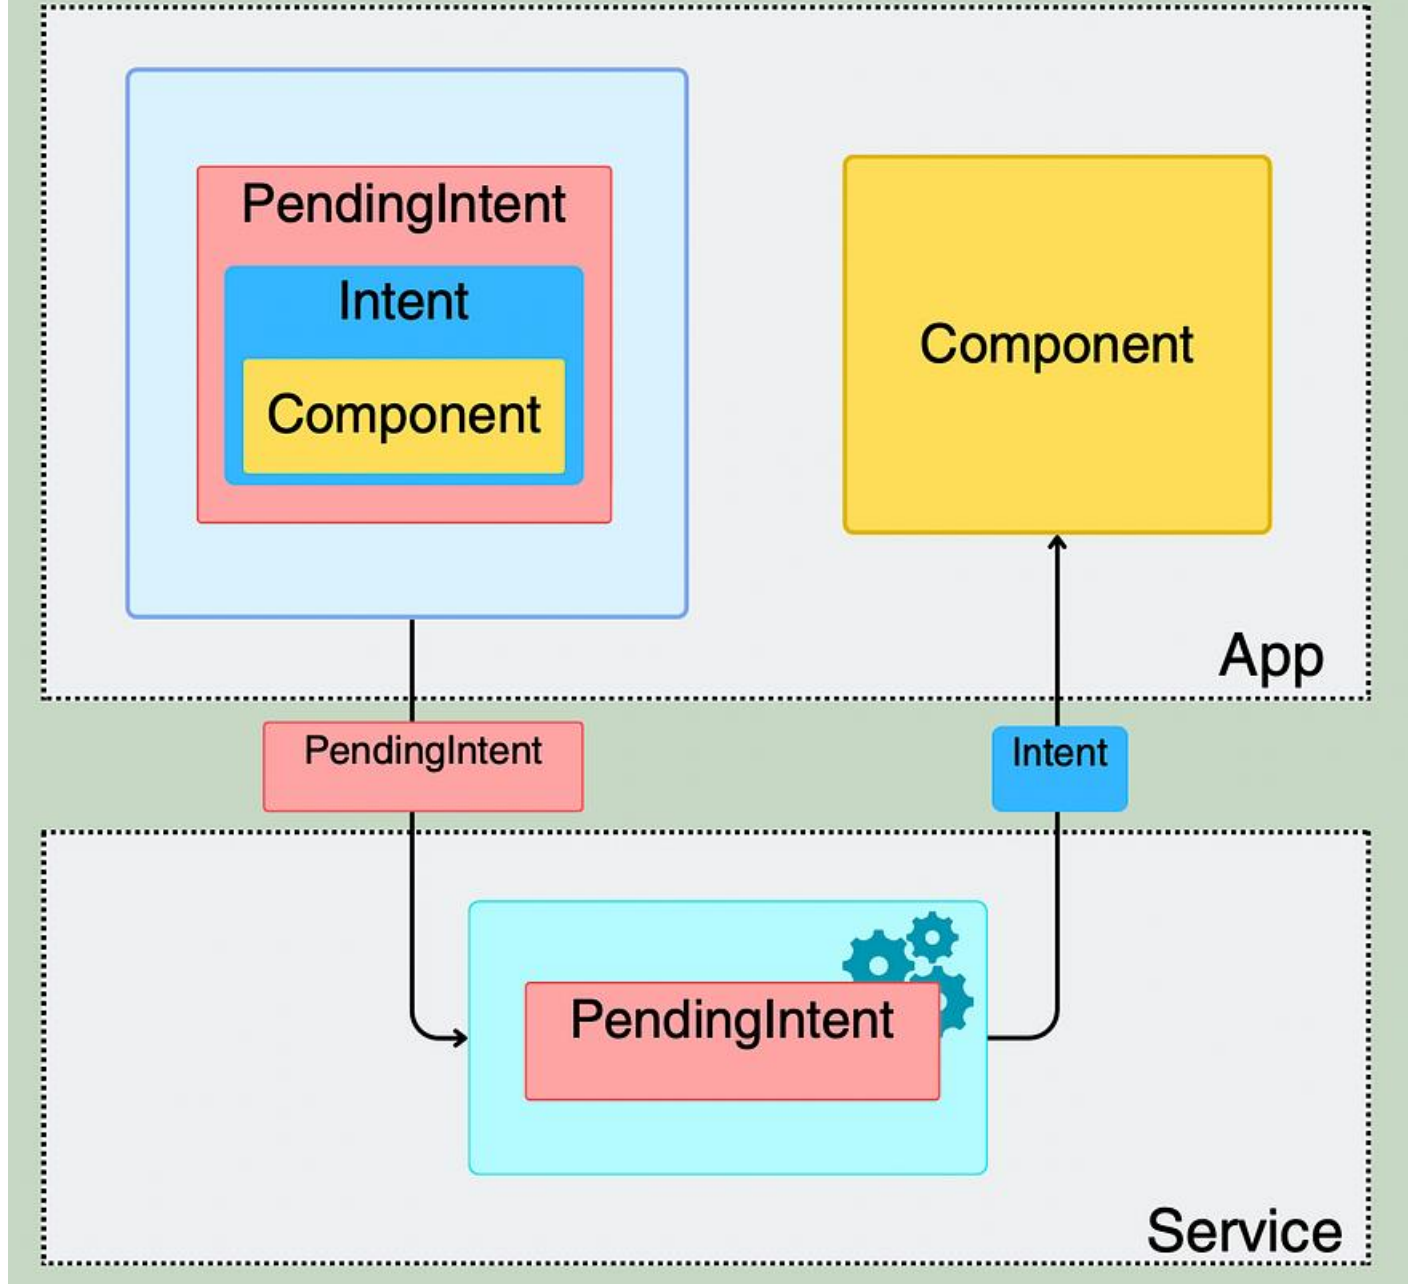 PendingIntent
Intent
Component
Component
App
PendingIntent
Intent
PendingIntent
Service